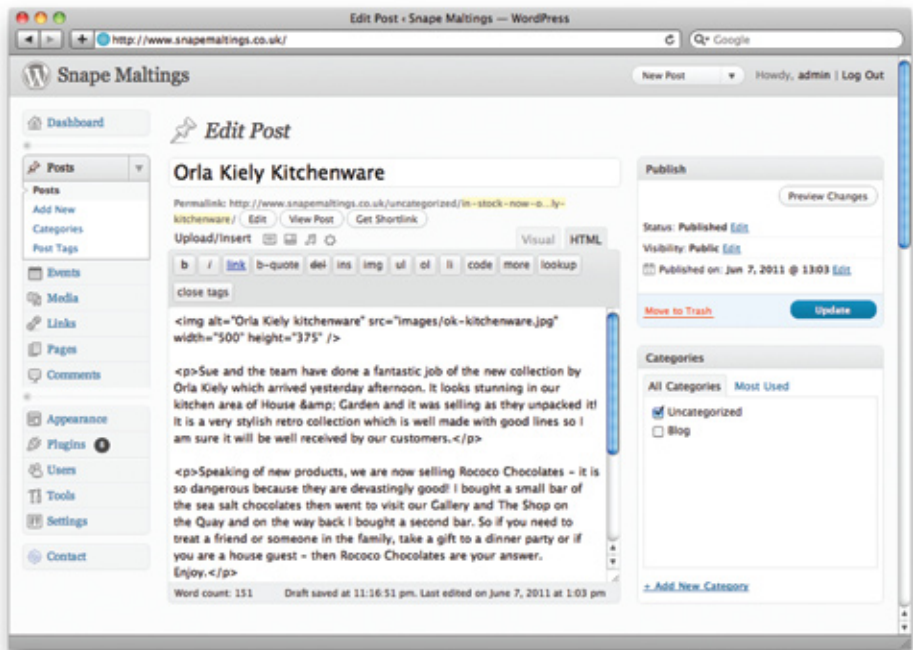 Edit Post ‹ Snape Maltings — WordPress
http://www.snapemaltings.co.uk/
Google
Snape Maltings
New Post
Howdy, admin | Log Out
Dashboard
Posts
Posts
Add New
Categories
Post Tags
Events
Media
Links
Pages
Comments
Appearance
Plugins
Users
Tools
Settings
Contact
Edit Post
Orla Kiely Kitchenware
Permalink: http://www.snapemaltings.co.uk/uncategorized/in-stock-now-o...ly-
kitchenware/ Edit View Post Get Shortlink
Upload/Insert
Visual HTML
b i link b-quote del ins img ul ol li code more lookup
close tags
<img alt="Orla Kiely kitchenware" src="images/ok-kitchenware.jpg"
width="500" height="375" />
<p>Sue and the team have done a fantastic job of the new collection by
Orla Kiely which arrived yesterday afternoon. It looks stunning in our
kitchen area of House &amp; Garden and it was selling as they unpacked it!
It is a very stylish retro collection which is well made with good lines so I
am sure it will be well received by our customers.</p>
<p>Speaking of new products, we are now selling Rococo Chocolates - it is
so dangerous because they are devastingly good! I bought a small bar of
the sea salt chocolates then went to visit our Gallery and The Shop on
the Quay and on the way back I bought a second bar. So if you need to
treat a friend or someone in the family, take a gift to a dinner party or if
you are a house guest - then Rococo Chocolates are your answer.
Enjoy.</p>
Word count: 151 Draft saved at 11:16:51 pm. Last edited on June 7, 2011 at 1:03 pm
Publish
Preview Changes
Status: Published Edit
Visibility: Public Edit
Published on: Jun 7, 2011 @ 13:03 Edit
Move to Trash
Update
Categories
All Categories Most Used
Uncategorized
Blog
+ Add New Category